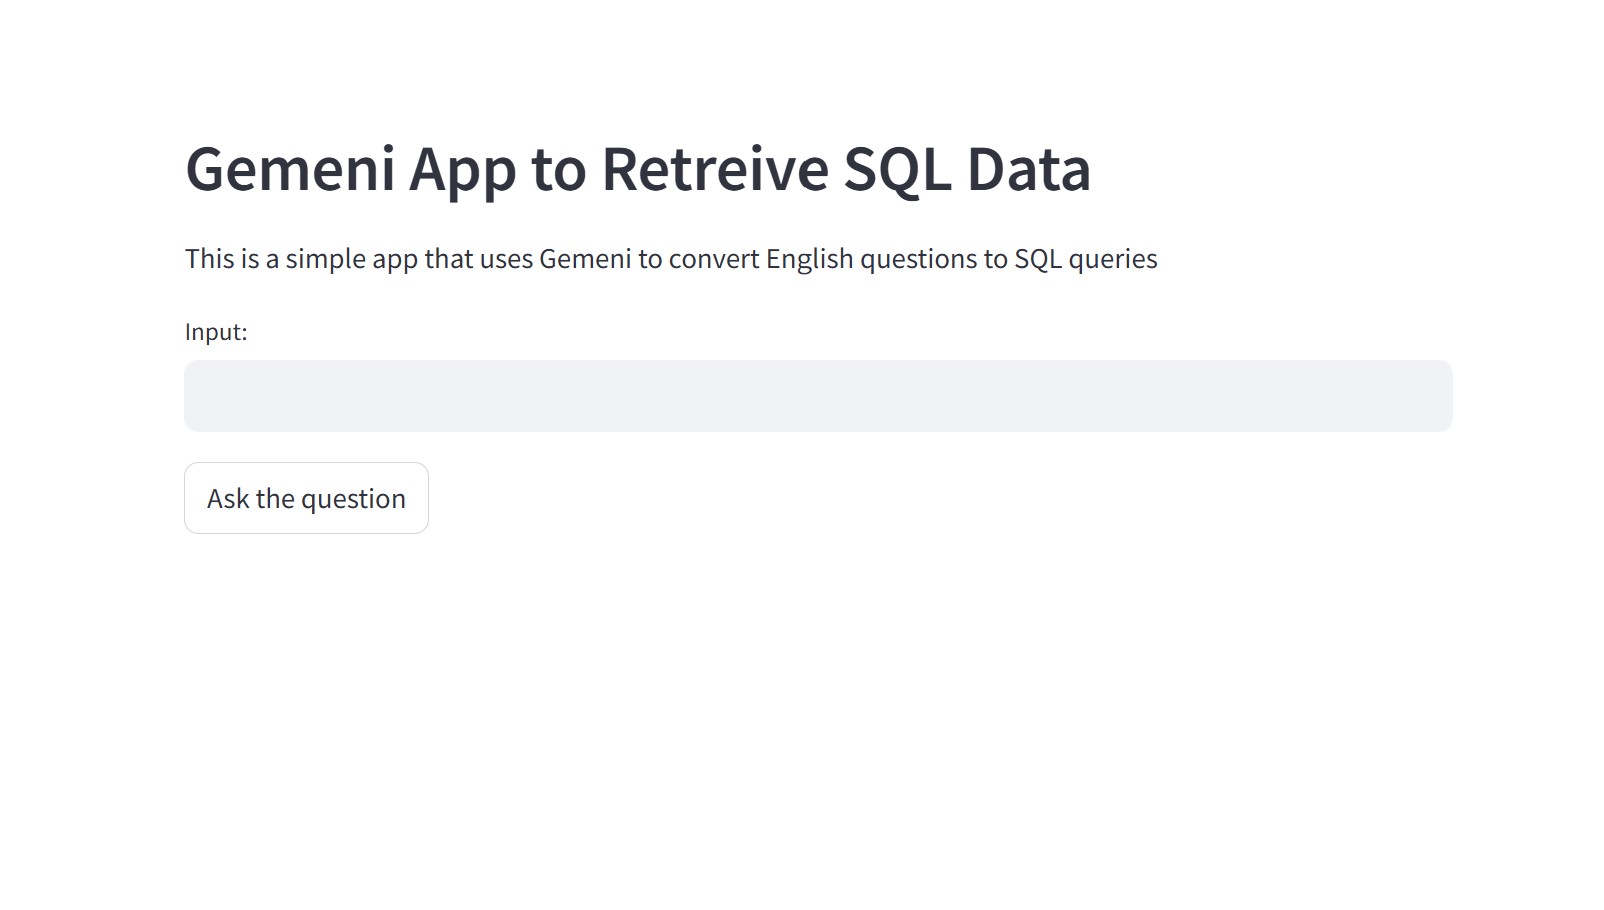 Gemeni App to Retreive SQL Data
This is a simple app that uses Gemeni to convert English questions to SQL queries
Input:
Ask the question